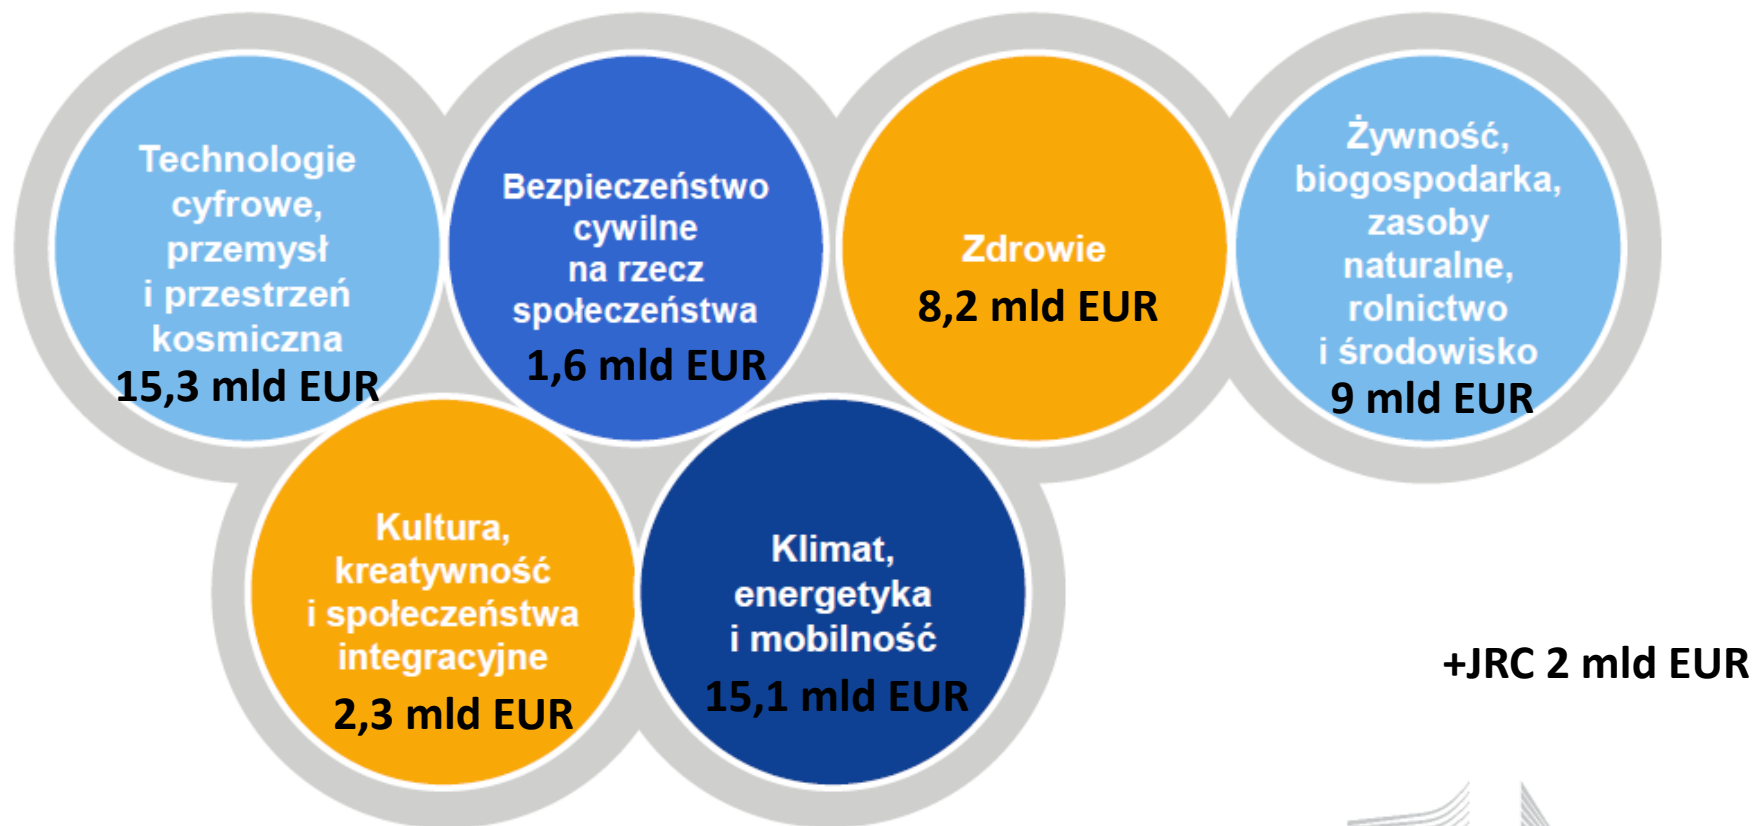 Technologie
cyfrowe,
przemysł
i przestrzeń
kosmiczna
15,3 mld EUR
Bezpieczeństwo
cywilne
na rzecz
społeczeństwa
1,6 mld EUR
Zdrowie
8,2 mld EUR
Żywność,
biogospodarka,
zasoby
naturalne,
rolnictwo
i środowisko
9 mld EUR
Kultura,
kreatywność
i społeczeństwa
integracyjne
2,3 mld EUR
Klimat,
energetyka
i mobilność
15,1 mld EUR
+JRC 2 mld EUR